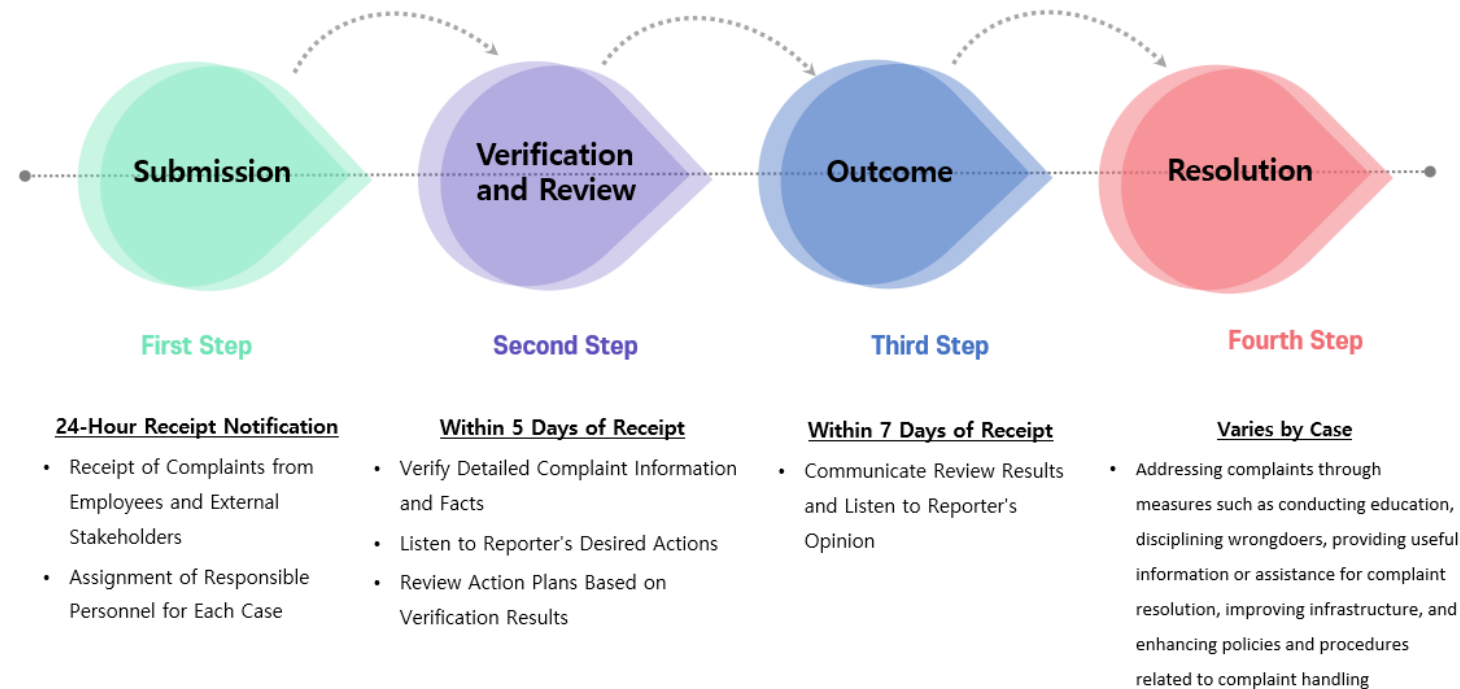 Submission
Verification
and Review
Outcome
Resolution
First Step
Second Step
Third Step
Fourth Step
24-Hour Receipt Notification
• Receipt of Complaints from
Employees and External
Stakeholders
• Assignment of Responsible
Personnel for Each Case
Within 5 Days of Receipt
• Verify Detailed Complaint Information
and Facts
• Listen to Reporter's Desired Actions
• Review Action Plans Based on
Verification Results
Within 7 Days of Receipt
• Communicate Review Results
and Listen to Reporter's
Opinion
Varies by Case
• Addressing complaints through
measures such as conducting education,
disciplining wrongdoers, providing useful
information or assistance for complaint
resolution, improving infrastructure, and
enhancing policies and procedures
related to complaint handling